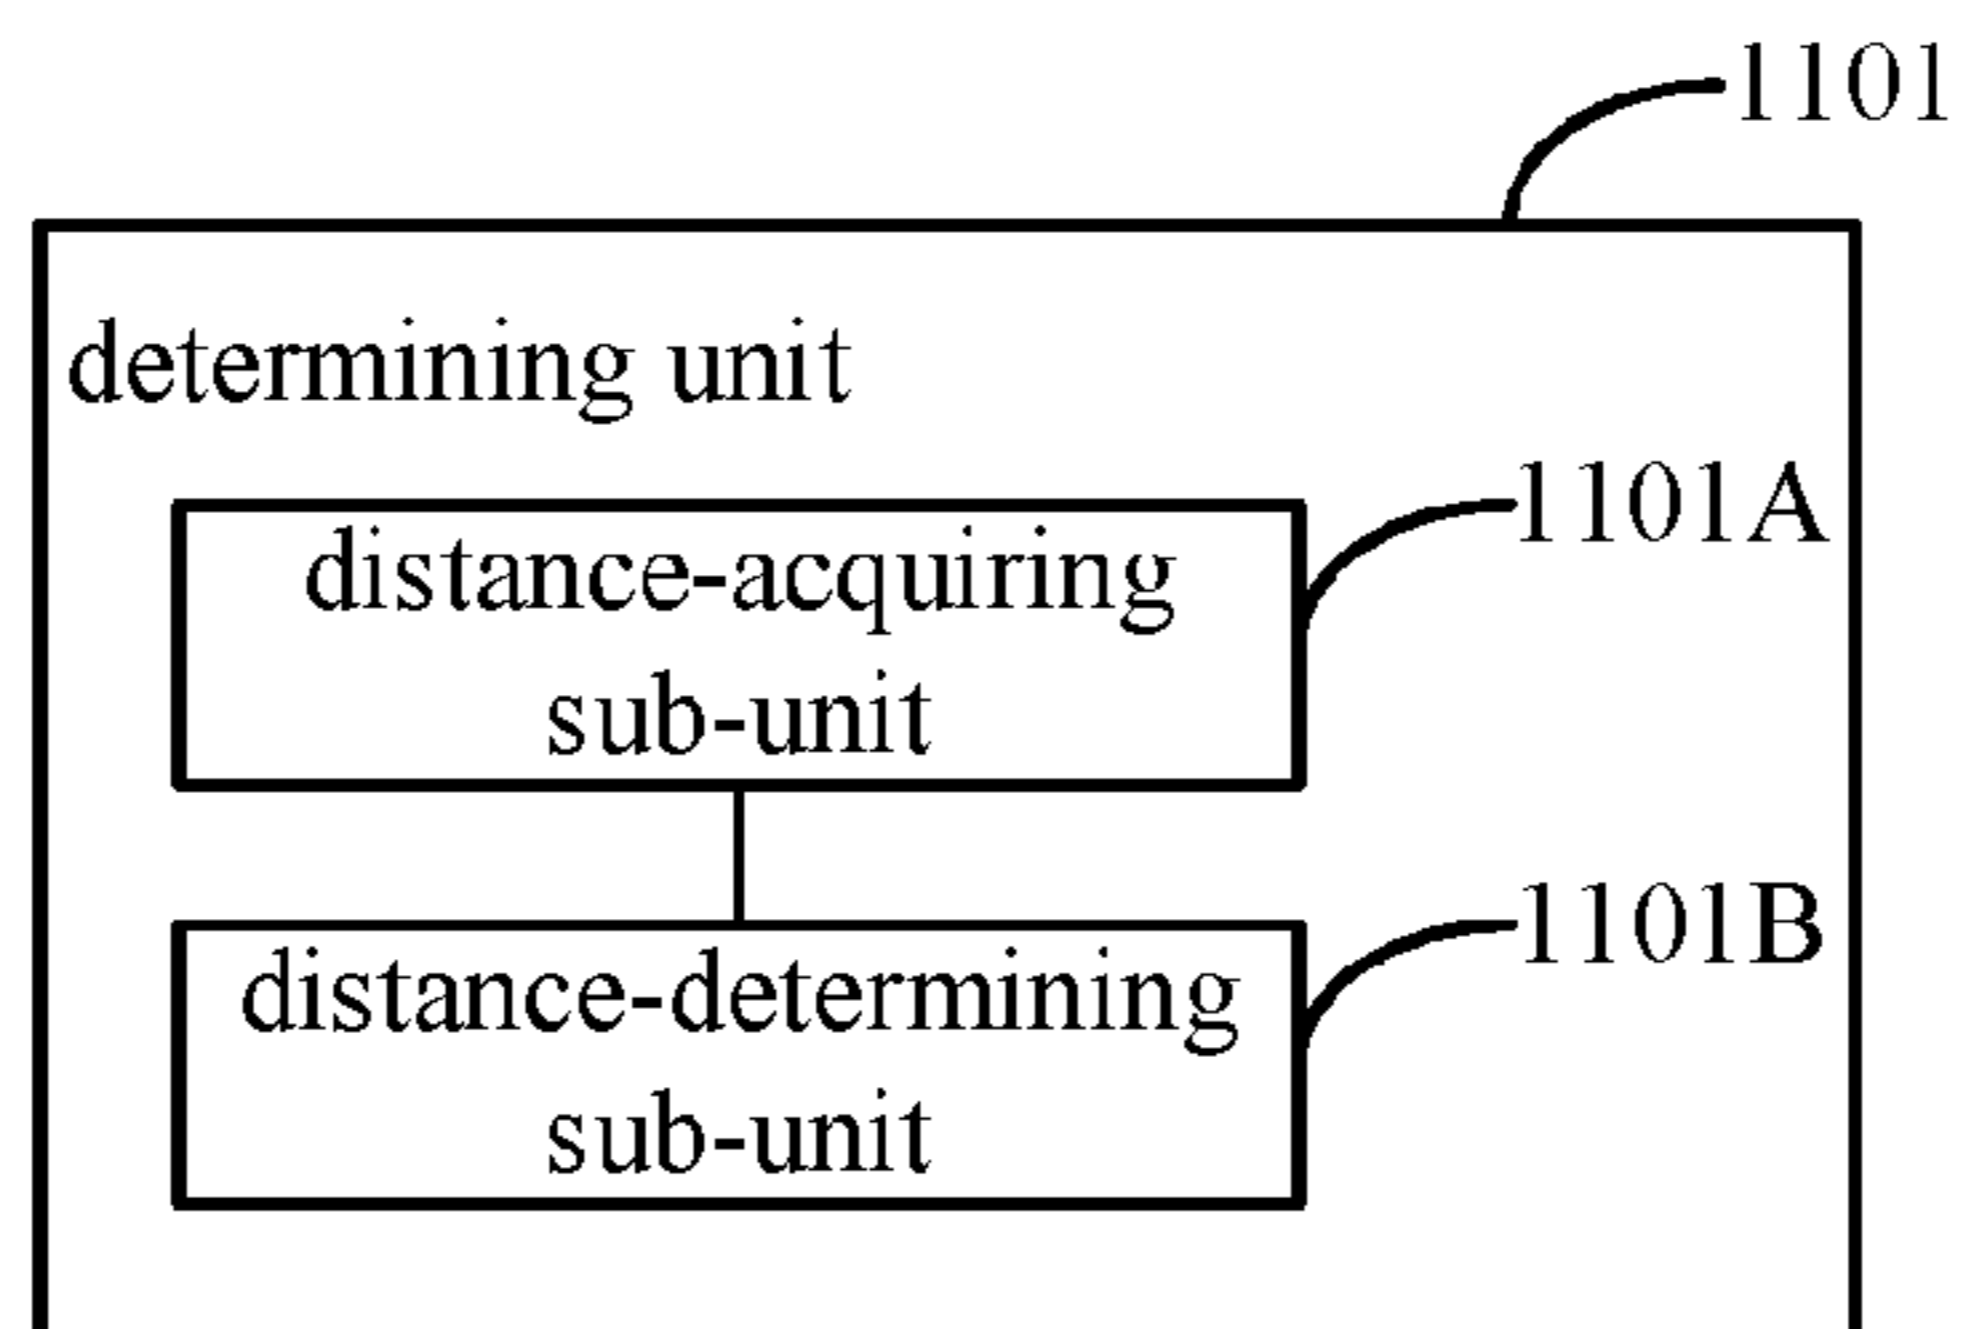 1101
determining unit
1101A
distance-acquiring
sub-unit
1101B
distance-determining
sub-unit